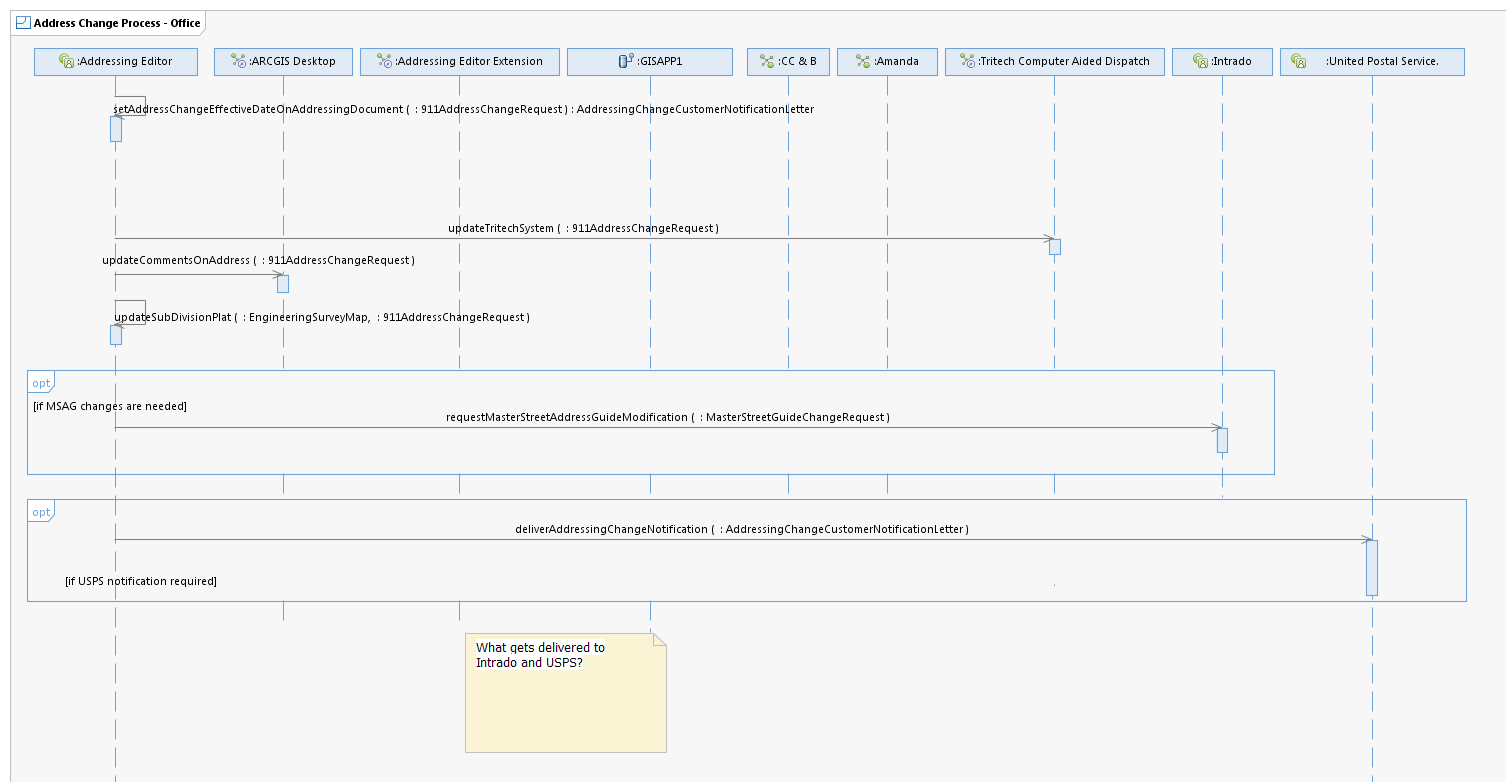 Address Change Process - Office
:Addressing Editor
:ARCGIS Desktop
:Addressing Editor Extension
:GISAPP1
:CC & B
:Amanda
:Tritech Computer Aided Dispatch
:Intrado
:United Postal Service.
setAddressChangeEffectiveDateOnAddressingDocument ( : 911AddressChangeRequest ) : AddressingChangeCustomerNotificationLetter
updateTritechSystem ( : 911AddressChangeRequest )
updateCommentsOnAddress ( : 911AddressChangeRequest )
updateSubDivisionPlat ( : EngineeringSurveyMap, : 911AddressChangeRequest )
opt
[if MSAG changes are needed]
requestMasterStreetAddressGuideModification ( : MasterStreetGuideChangeRequest )
opt
deliverAddressingChangeNotification ( : AddressingChangeCustomerNotificationLetter )
[if USPS notification required]
What gets delivered to
Intrado and USPS?